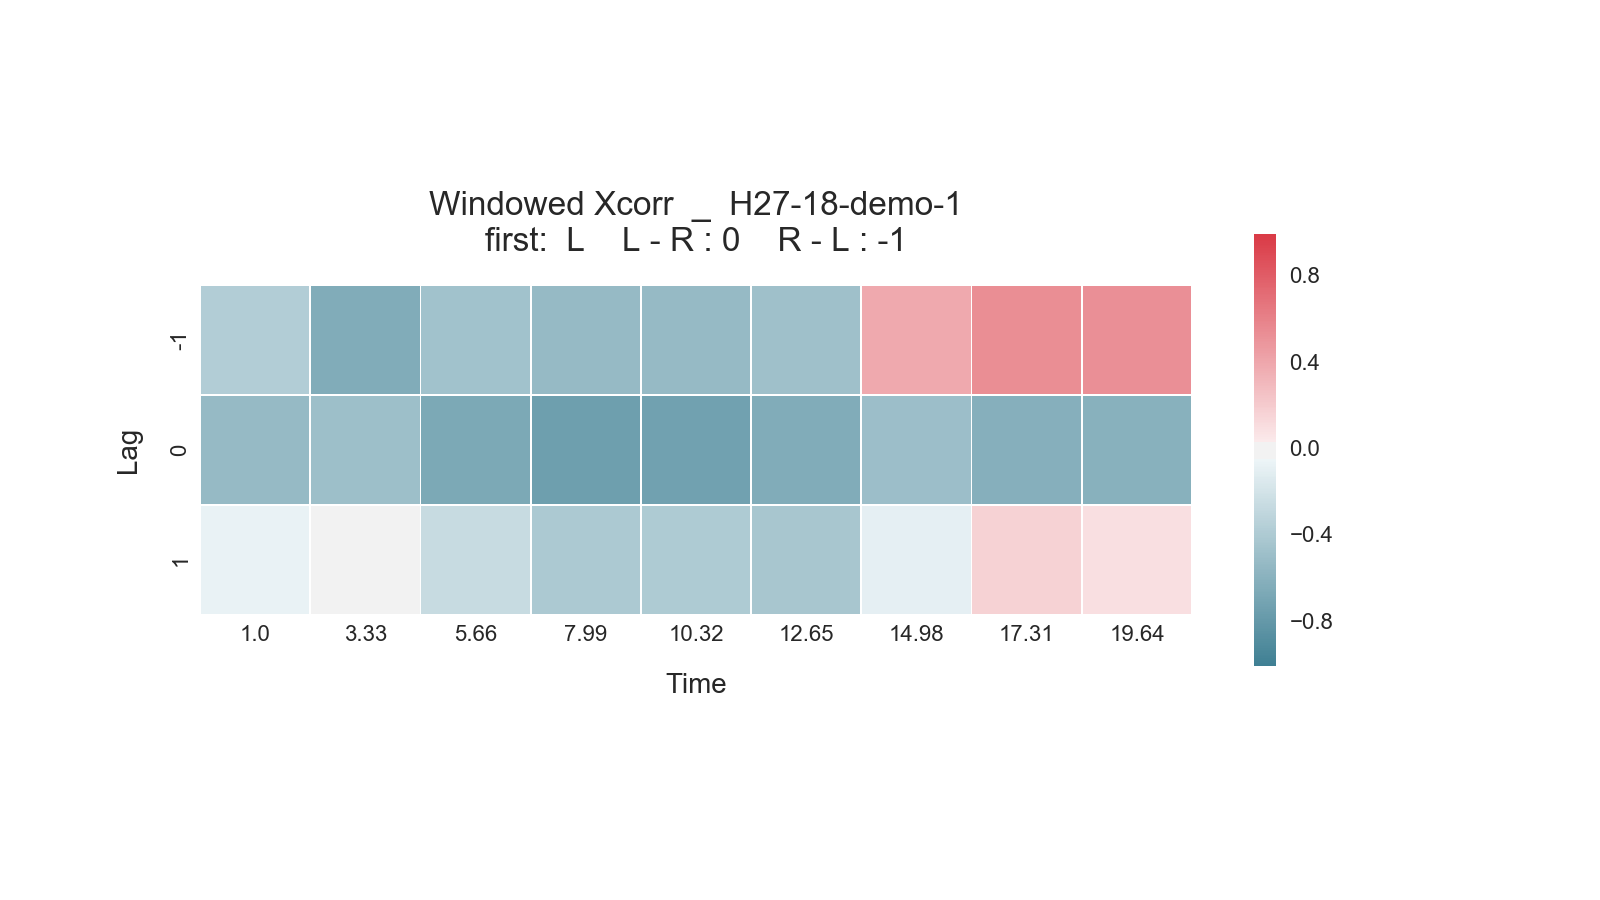 Windowed Xcorr _ H27-18-demo-1
first: L L - R : 0 R - L : -1
Lag
-1
0
1
1.0 3.33 5.66 7.99 10.32 12.65 14.98 17.31 19.64
Time
0.8
0.4
0.0
−0.4
−0.8